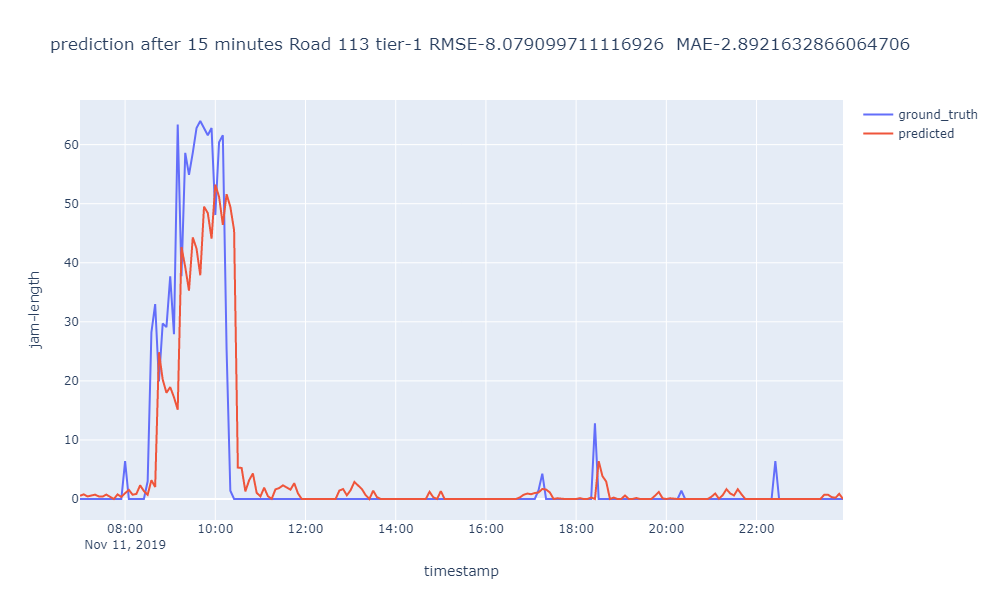 prediction after 15 minutes Road 113 tier-1 RMSE-8.079099711116926  MAE-2.8921632866064706
ground_truth
predicted
60
50
40
30
20
10
0
jam-length
08:00 10:00 12:00 14:00 16:00 18:00 20:00 22:00
Nov 11, 2019
timestamp